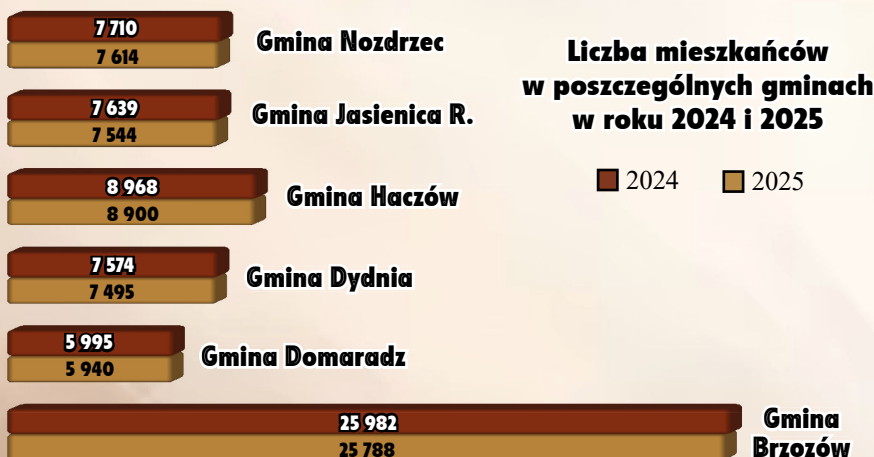 7 710
7 614
Gmina Nozdrzec
Liczba mieszkańców
w poszczególnych gminach
w roku 2024 i 2025
2024
2025
7 639
7 544
Gmina Jasienica R.
8 968
8 900
Gmina Haczów
7 574
7 495
Gmina Dydnia
5 995
5 940
Gmina Domaradz
25 982
25 788
Gmina
Brzozów